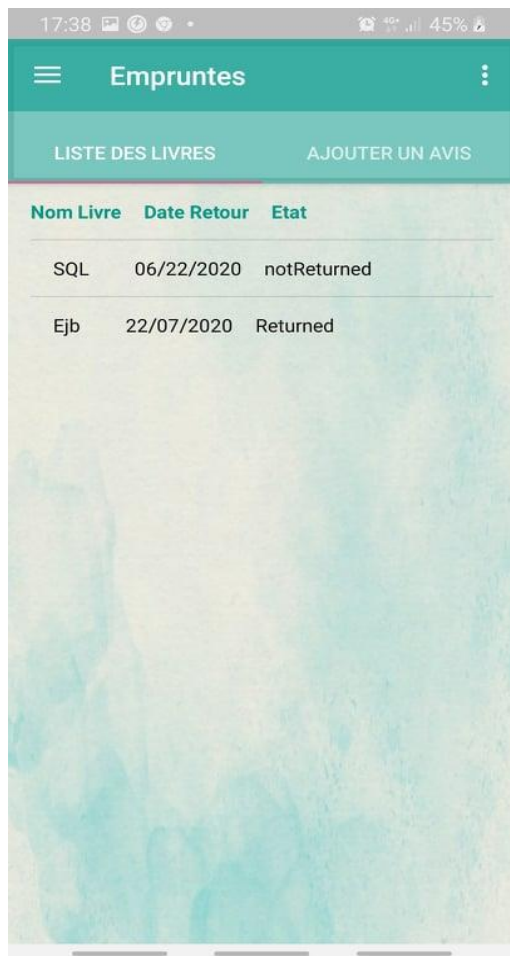 17:38 45%
Empruntes
LISTE DES LIVRES AJOUTER UN AVIS
Nom Livre Date Retour Etat
SQL 06/22/2020 notReturned
Ejb 22/07/2020 Returned